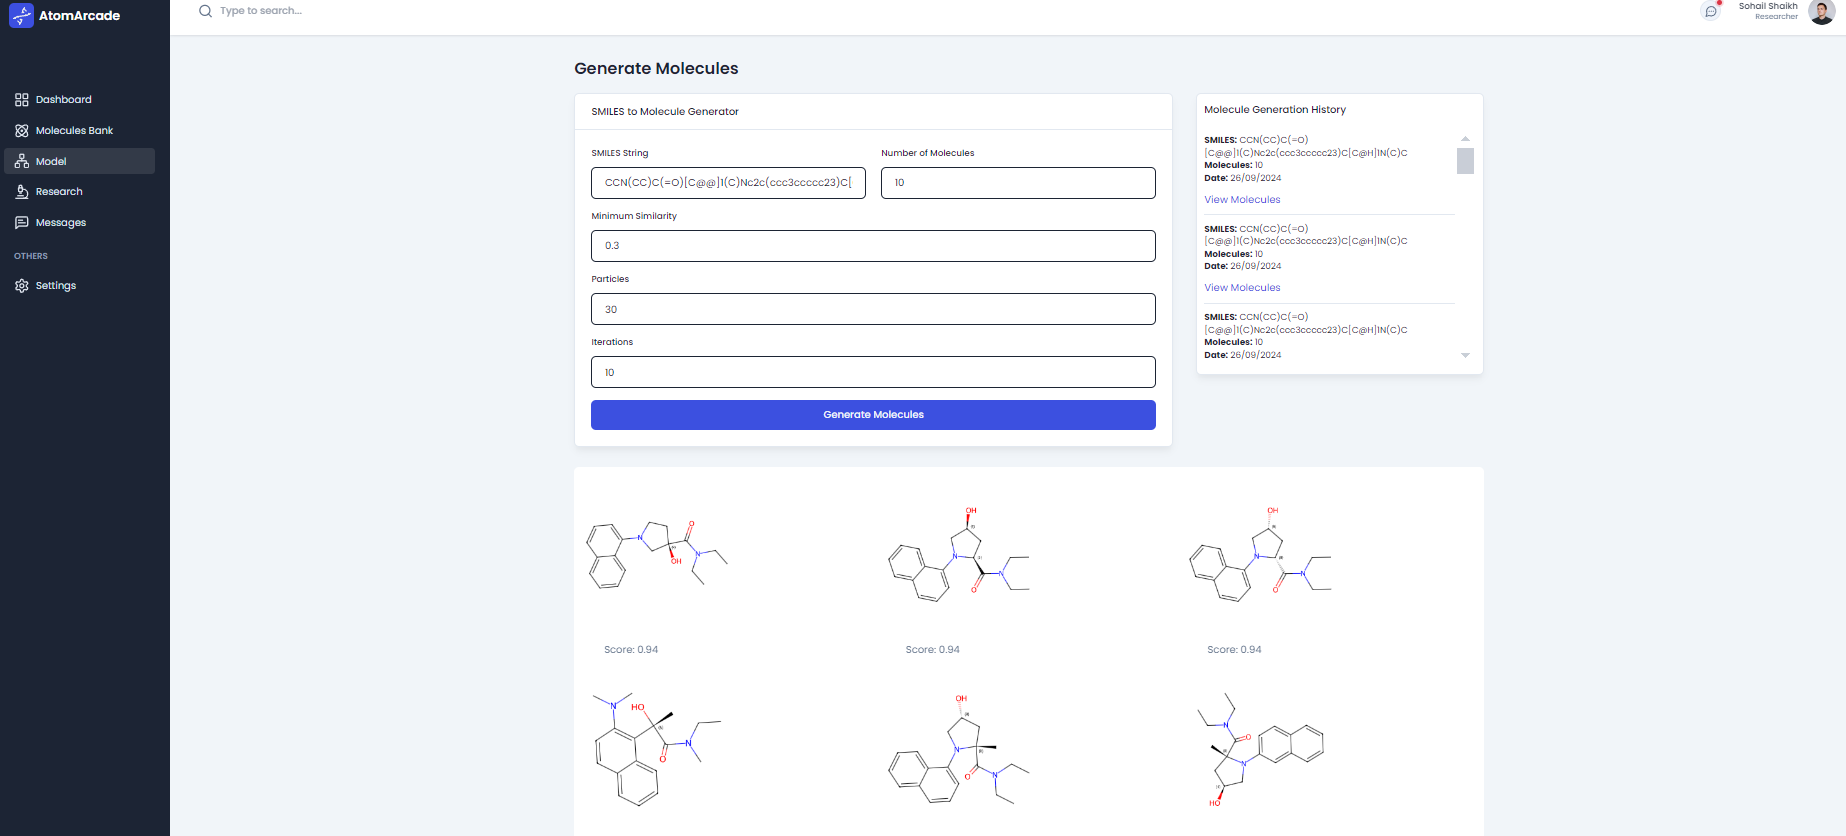 AtomArcade
Type to search...
Sohail Shaikh
Researcher
Dashboard
Molecules Bank
Model
Research
Messages
OTHERS
Settings
Generate Molecules
SMILES to Molecule Generator
SMILES String
Number of Molecules
CCN(CC)C(=O)[C@@]1(C)Nc2c(ccc3ccccc23)C[
10
Minimum Similarity
0.3
Particles
30
Iterations
10
Generate Molecules
Molecule Generation History
SMILES: CCN(CC)C(=O)
[C@@]1(C)Nc2c(ccc3ccccc23)C[C@H]1N(C)C
Molecules: 10
Date: 26/09/2024
View Molecules
SMILES: CCN(CC)C(=O)
[C@@]1(C)Nc2c(ccc3ccccc23)C[C@H]1N(C)C
Molecules: 10
Date: 26/09/2024
View Molecules
SMILES: CCN(CC)C(=O)
[C@@]1(C)Nc2c(ccc3ccccc23)C[C@H]1N(C)C
Molecules: 10
Date: 26/09/2024
N
O
OH
N
OH
N
N
O
OH
N
N
O
Score: 0.94
Score: 0.94
Score: 0.94
N
HO
O
N
OH
N
O
N
N
O
N
HO